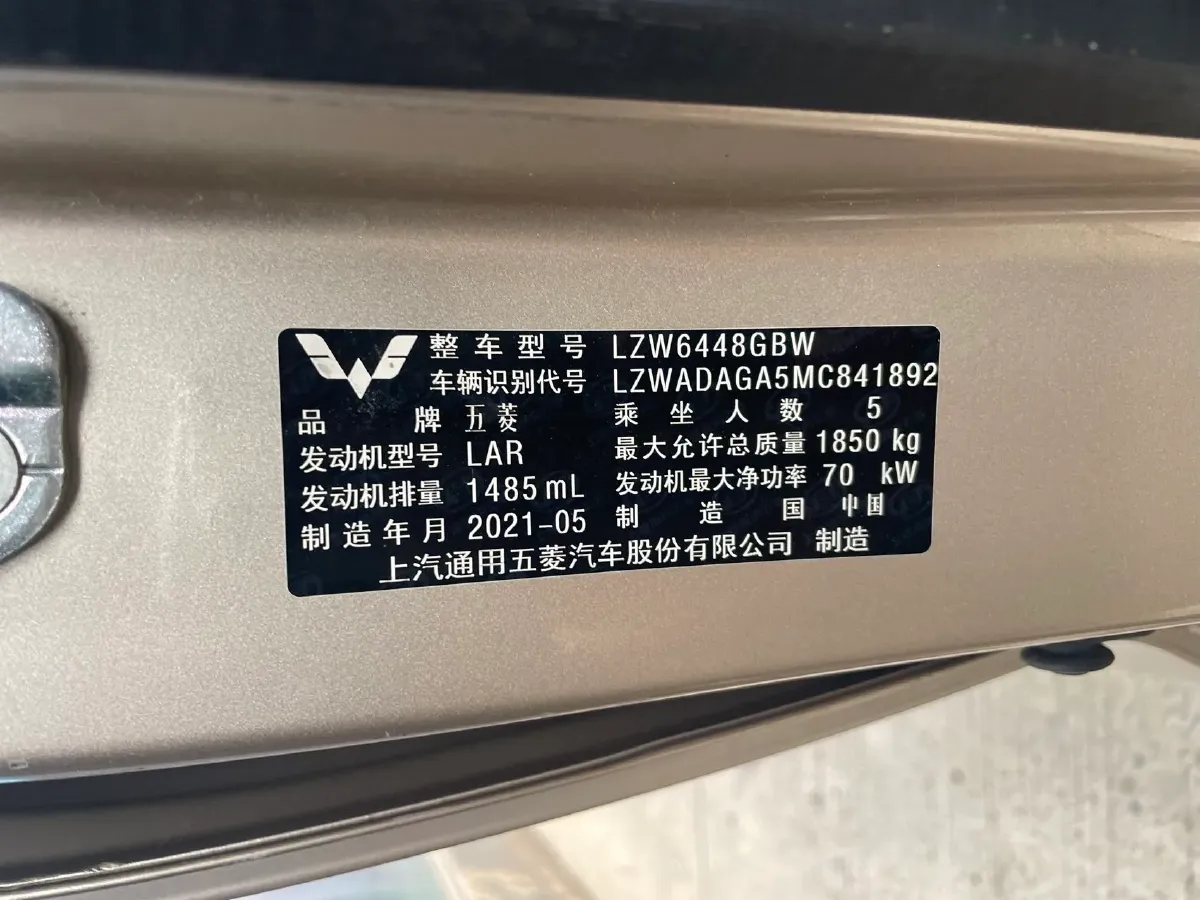 整车型号 LZW6448GBW
车辆识别代号 LZWADAGA5MC841892
品牌 五菱 乘坐人数 5
发动机型号 LAR 最大允许总质量 1850 kg
发动机排量 1485 mL 发动机最大净功率 70 kW
制造年月 2021-05 制造国 中国
上汽通用五菱汽车股份有限公司 制造